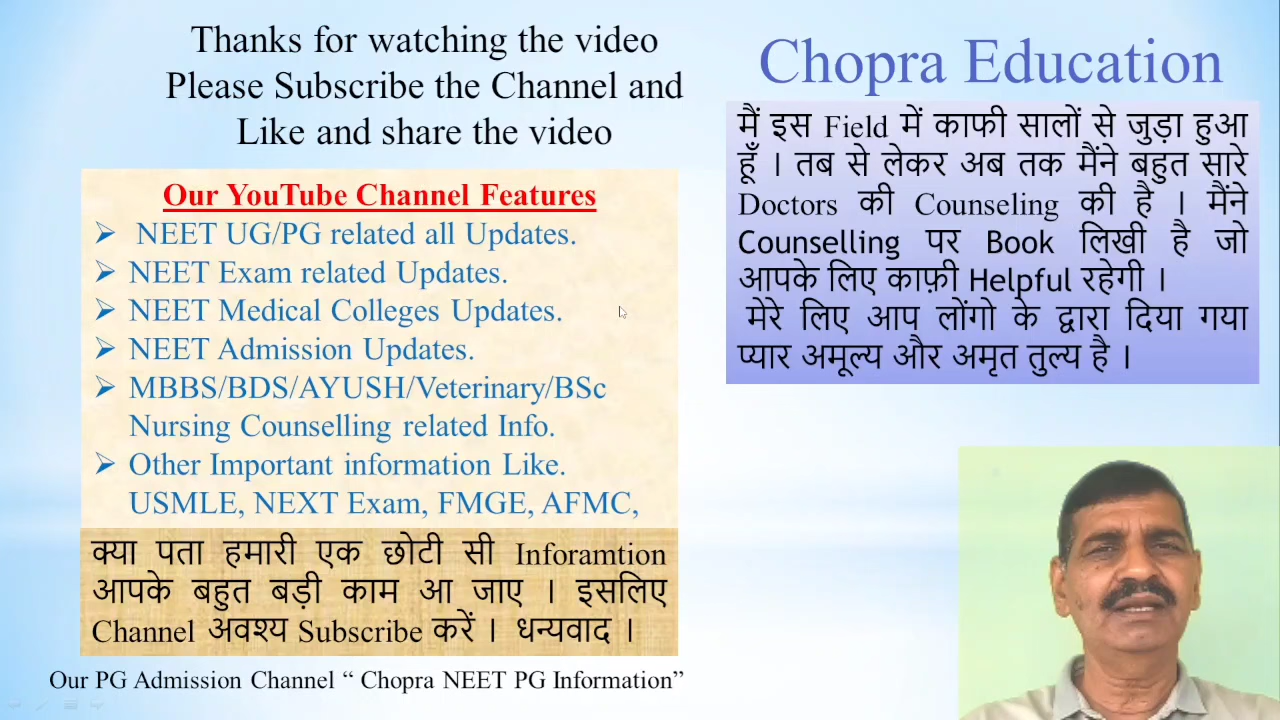 Thanks for watching the video
Please Subscribe the Channel and
Like and share the video
Our YouTube Channel Features
➢ NEET UG/PG related all Updates.
➢ NEET Exam related Updates.
➢ NEET Medical Colleges Updates.
➢ NEET Admission Updates.
➢ MBBS/BDS/AYUSH/Veterinary/BSc
Nursing Counselling related Info.
➢ Other Important information Like.
USMLE, NEXT Exam, FMGE, AFMC,
क्या पता हमारी एक छोटी सी Inforamtion
आपके बहुत बड़ी काम आ जाए । इसलिए
Channel अवश्य Subscribe करें । धन्यवाद ।
Our PG Admission Channel “ Chopra NEET PG Information”
Chopra Education
मैं इस Field में काफी सालों से जुड़ा हुआ
हूँ । तब से लेकर अब तक मैंने बहुत सारे
Doctors की Counseling की है । मैंने
Counselling पर Book लिखी है जो
आपके लिए काफ़ी Helpful रहेगी ।
मेरे लिए आप लोंगो के द्वारा दिया गया
प्यार अमूल्य और अमृत तुल्य है ।